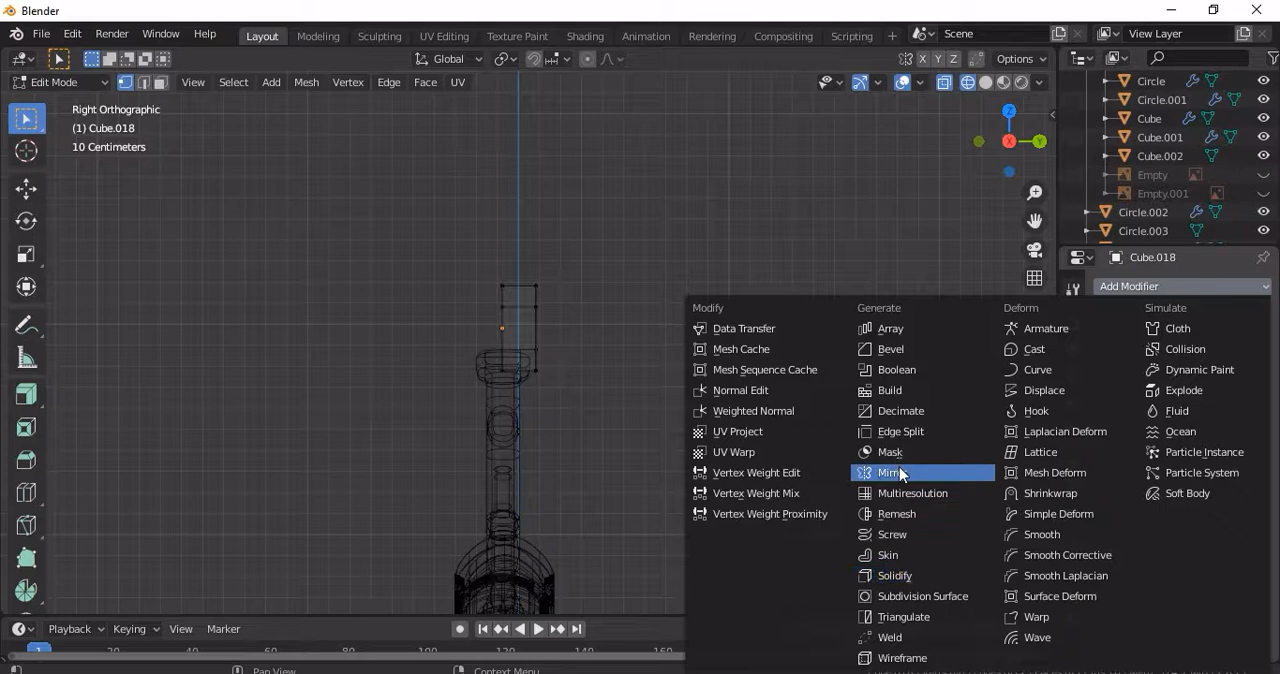 Blender
File Edit Render Window Help Layout Modeling Sculpting UV Editing Texture Paint Shading Animation Rendering Compositing Scripting + Scene View Layer
Global X Y Z Options
Edit Mode View Select Add Mesh Vertex Edge Face UV
Right Orthographic
(1) Cube.018
10 Centimeters
Z
X
Y
Circle
Circle.001
Cube
Cube.001
Cube.002
Empty
Empty.001
Circle.002
Circle.003
Cube.018
Add Modifier
Modify
Data Transfer
Mesh Cache
Mesh Sequence Cache
Normal Edit
Weighted Normal
UV Project
UV Warp
Vertex Weight Edit
Vertex Weight Mix
Vertex Weight Proximity
Generate
Array
Bevel
Boolean
Build
Decimate
Edge Split
Mask
Multiresolution
Remesh
Screw
Skin
Solidify
Subdivision Surface
Triangulate
Weld
Wireframe
Deform
Armature
Cast
Curve
Displace
Hook
Laplacian Deform
Lattice
Mesh Deform
Shrinkwrap
Simple Deform
Smooth
Smooth Corrective
Smooth Laplacian
Surface Deform
Warp
Wave
Simulate
Cloth
Collision
Dynamic Paint
Explode
Fluid
Ocean
Particle Instance
Particle System
Soft Body
Playback Keying View Marker
1 20 40 60 80 100 120 140 160
Pan View Context Menu